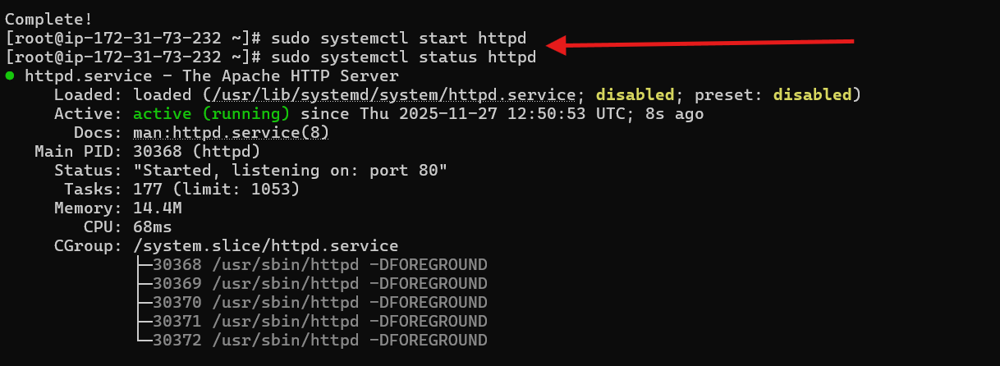 Complete!
[root@ip-172-31-73-232 ~]# sudo systemctl start httpd
[root@ip-172-31-73-232 ~]# sudo systemctl status httpd
● httpd.service - The Apache HTTP Server
Loaded: loaded (/usr/lib/systemd/system/httpd.service; disabled; preset: disabled)
Active: active (running) since Thu 2025-11-27 12:50:53 UTC; 8s ago
Docs: man:httpd.service(8)
Main PID: 30368 (httpd)
Status: "Started, listening on: port 80"
Tasks: 177 (limit: 1053)
Memory: 14.4M
CPU: 68ms
CGroup: /system.slice/httpd.service
├─30368 /usr/sbin/httpd -DFOREGROUND
├─30369 /usr/sbin/httpd -DFOREGROUND
├─30370 /usr/sbin/httpd -DFOREGROUND
├─30371 /usr/sbin/httpd -DFOREGROUND
└─30372 /usr/sbin/httpd -DFOREGROUND